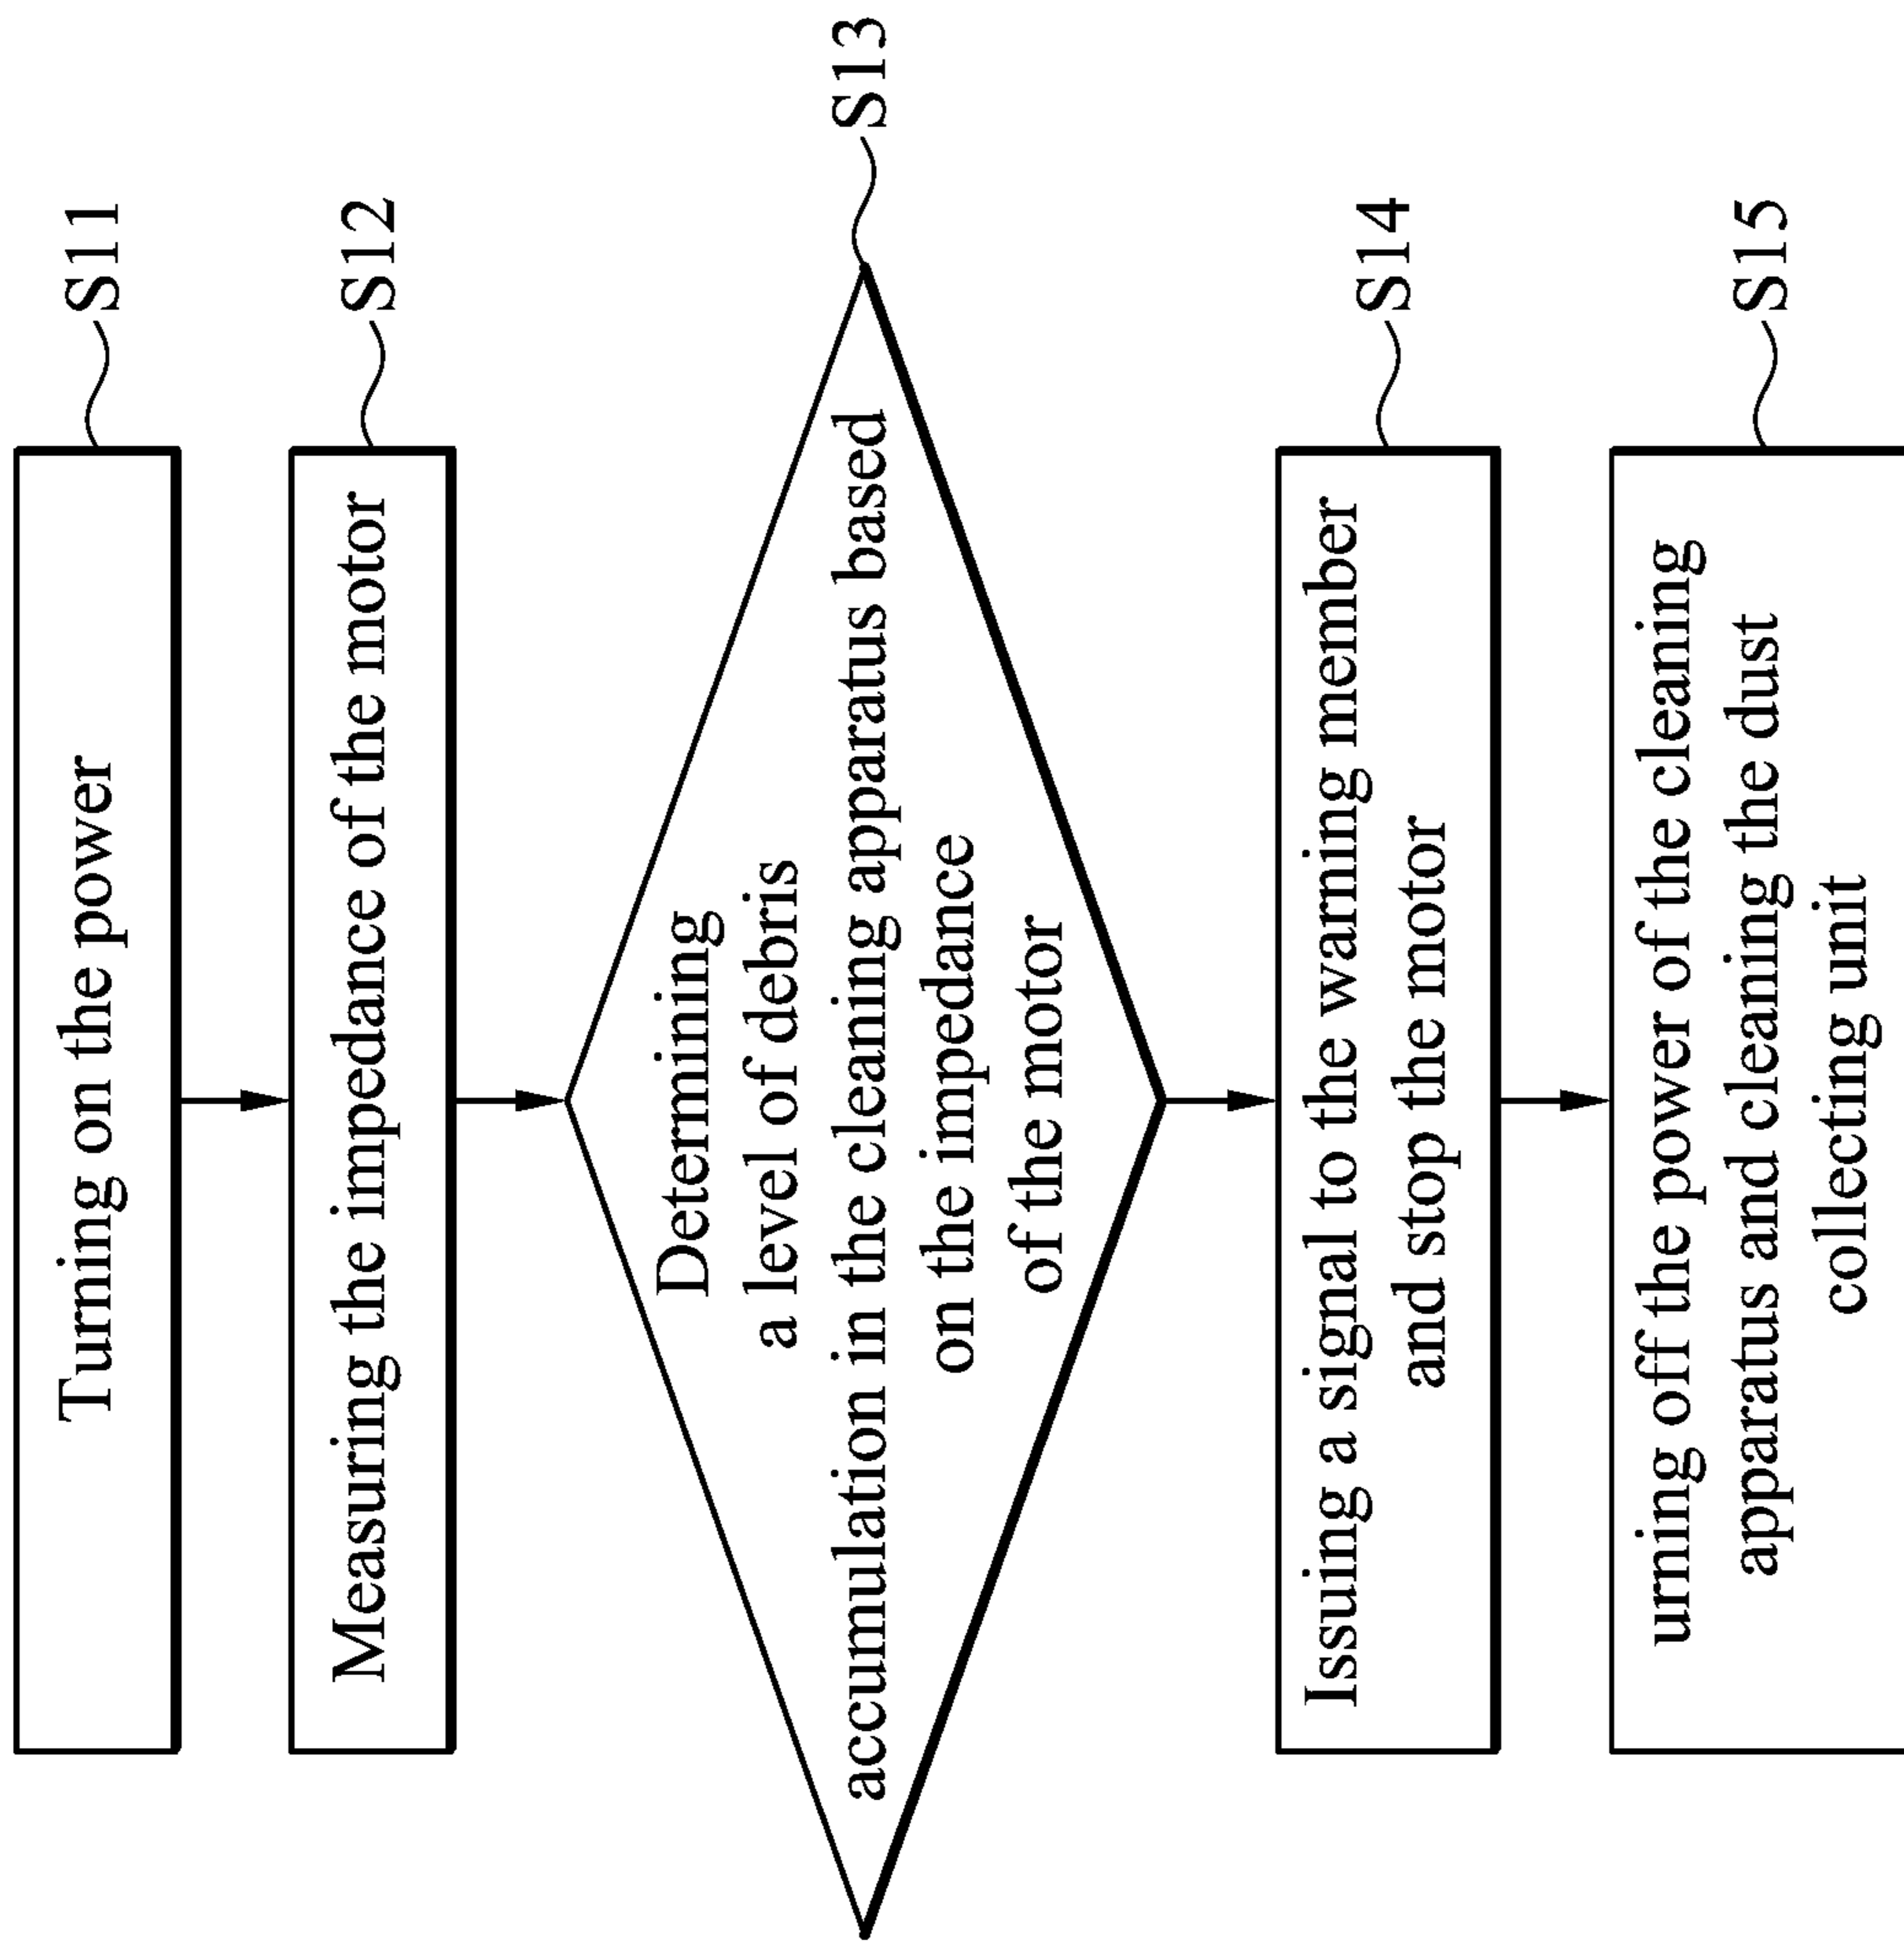 Turning on the power
S11
Measuring the impedance of the motor
S12
Determining
a level of debris
accumulation in the cleaning apparatus based
on the impedance
of the motor
S13
Issuing a signal to the warning member
and stop the motor
S14
urning off the power of the cleaning
apparatus and cleaning the dust
collecting unit
S15